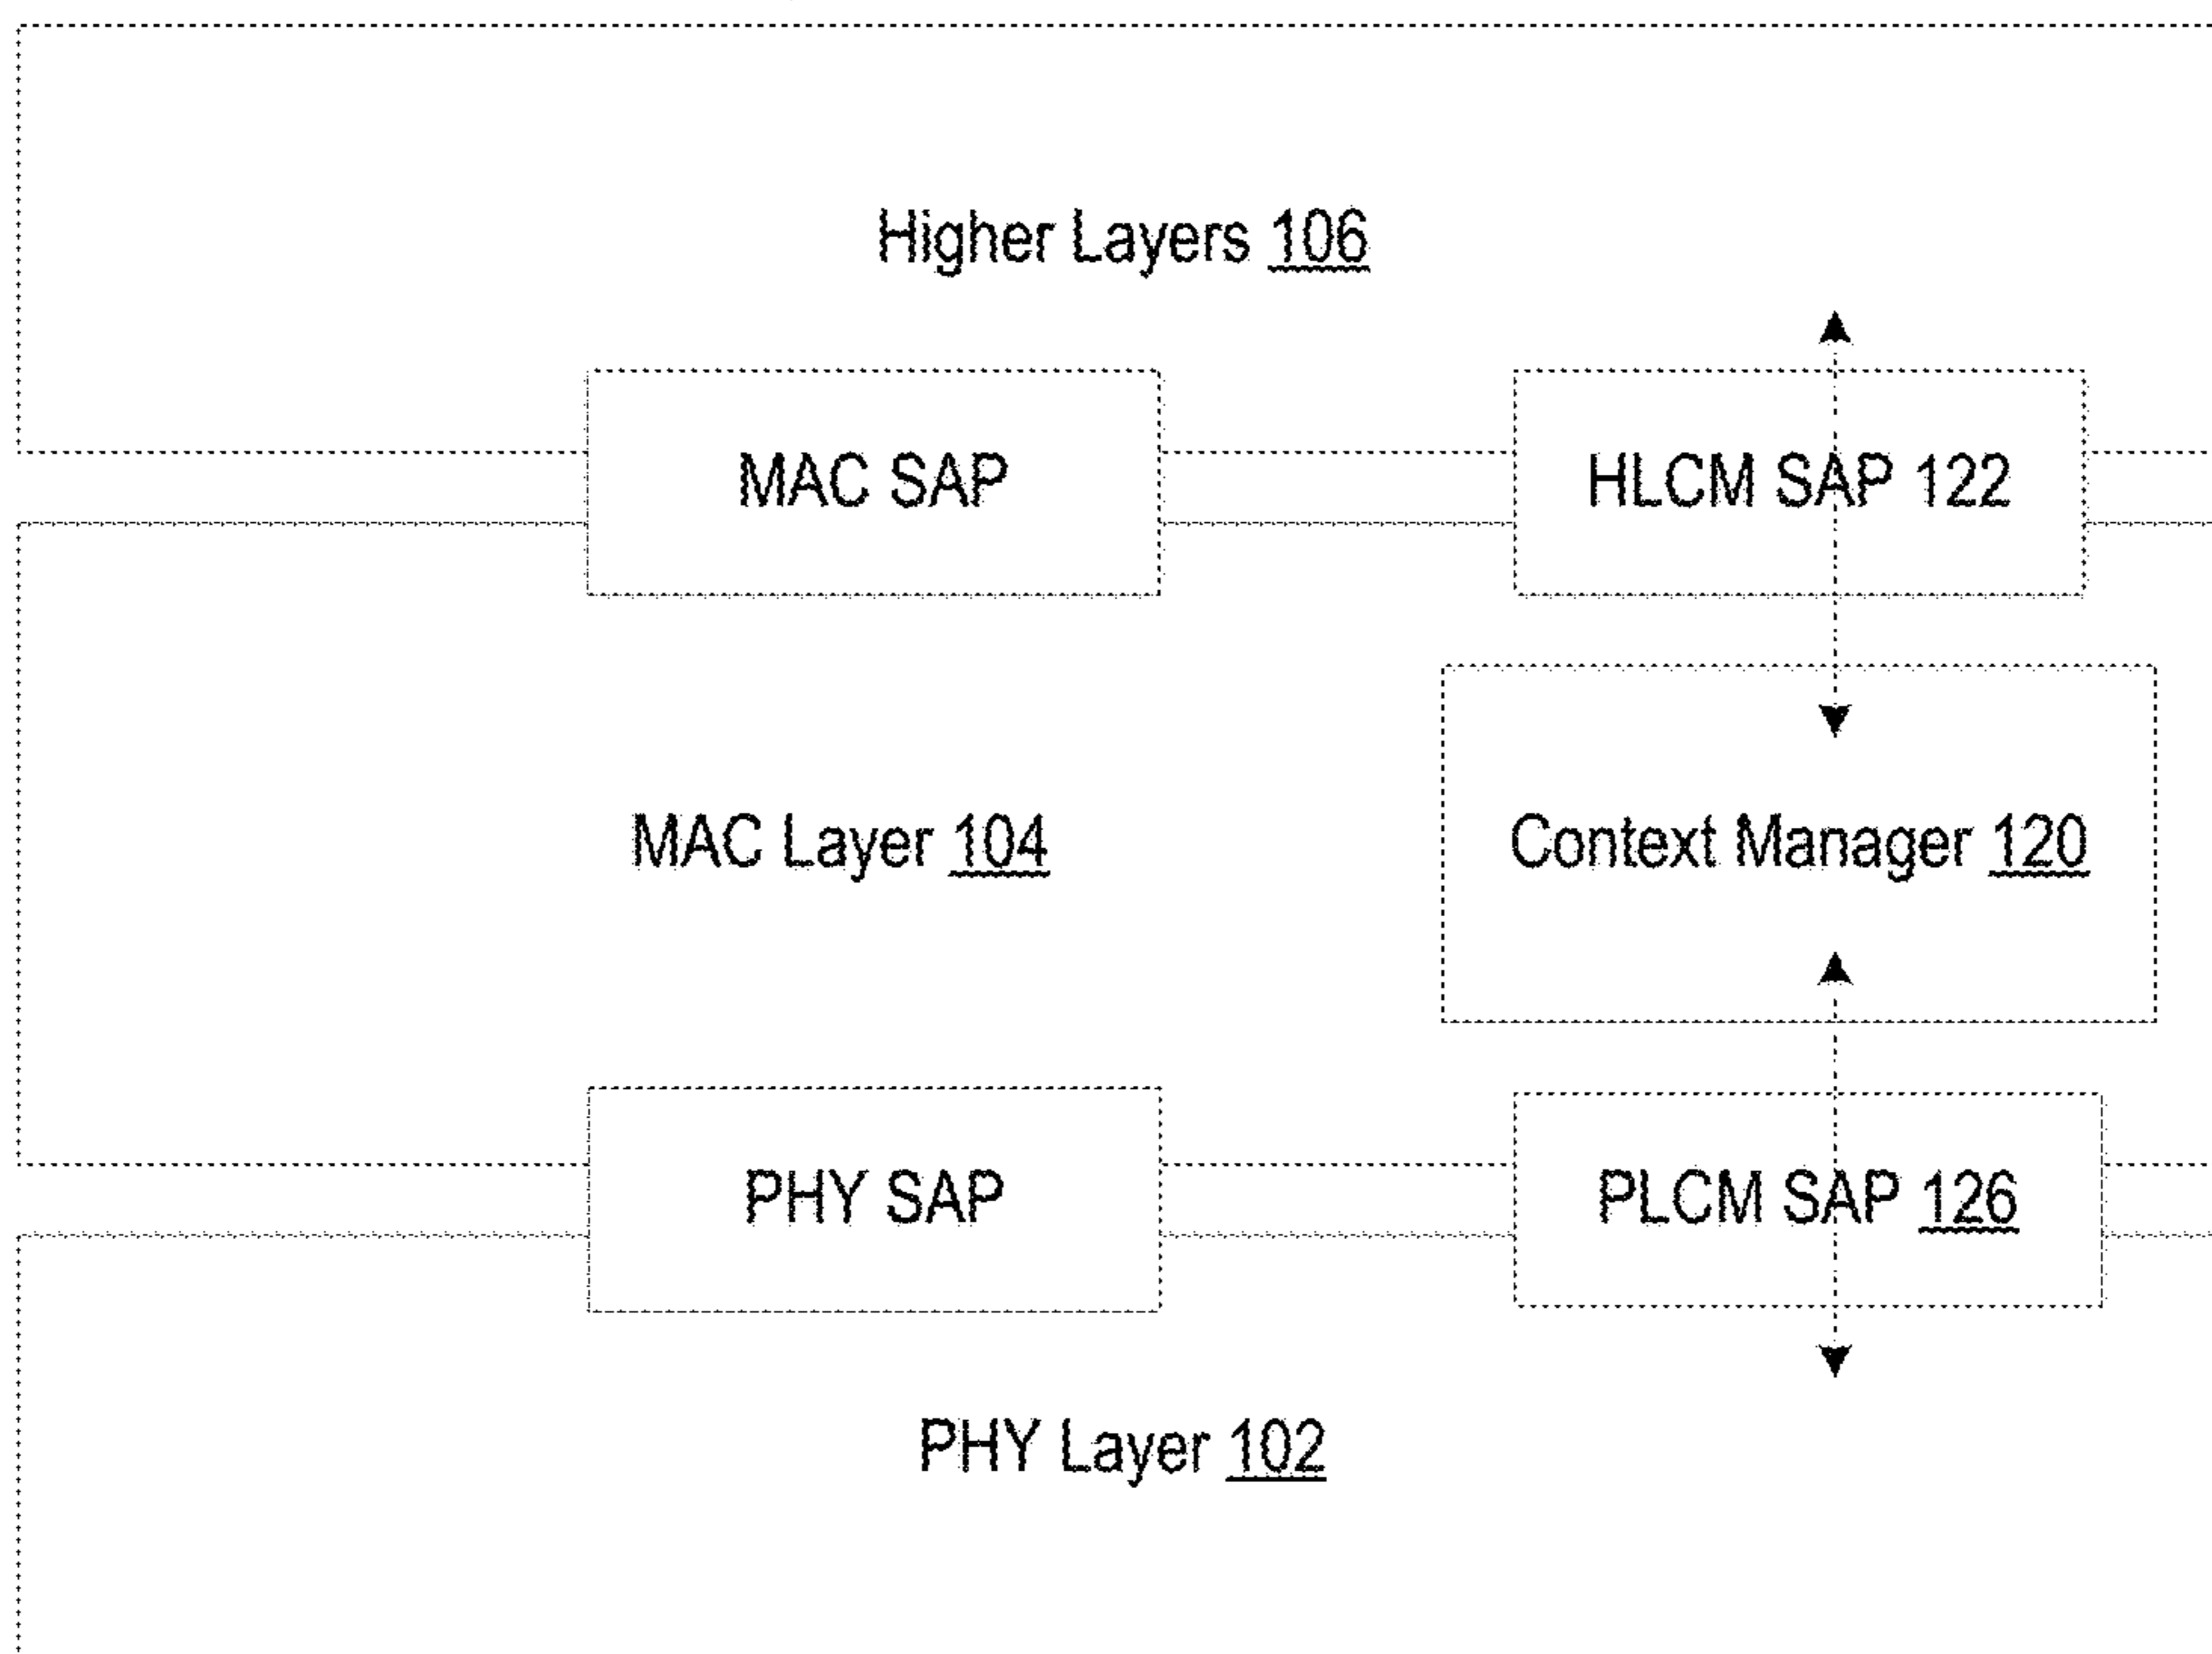 Higher Layers 106
MAC SAP
HLCM SAP 122
MAC Layer 104
Context Manager 120
PHY SAP
PLCM SAP 126
PHY Layer 102